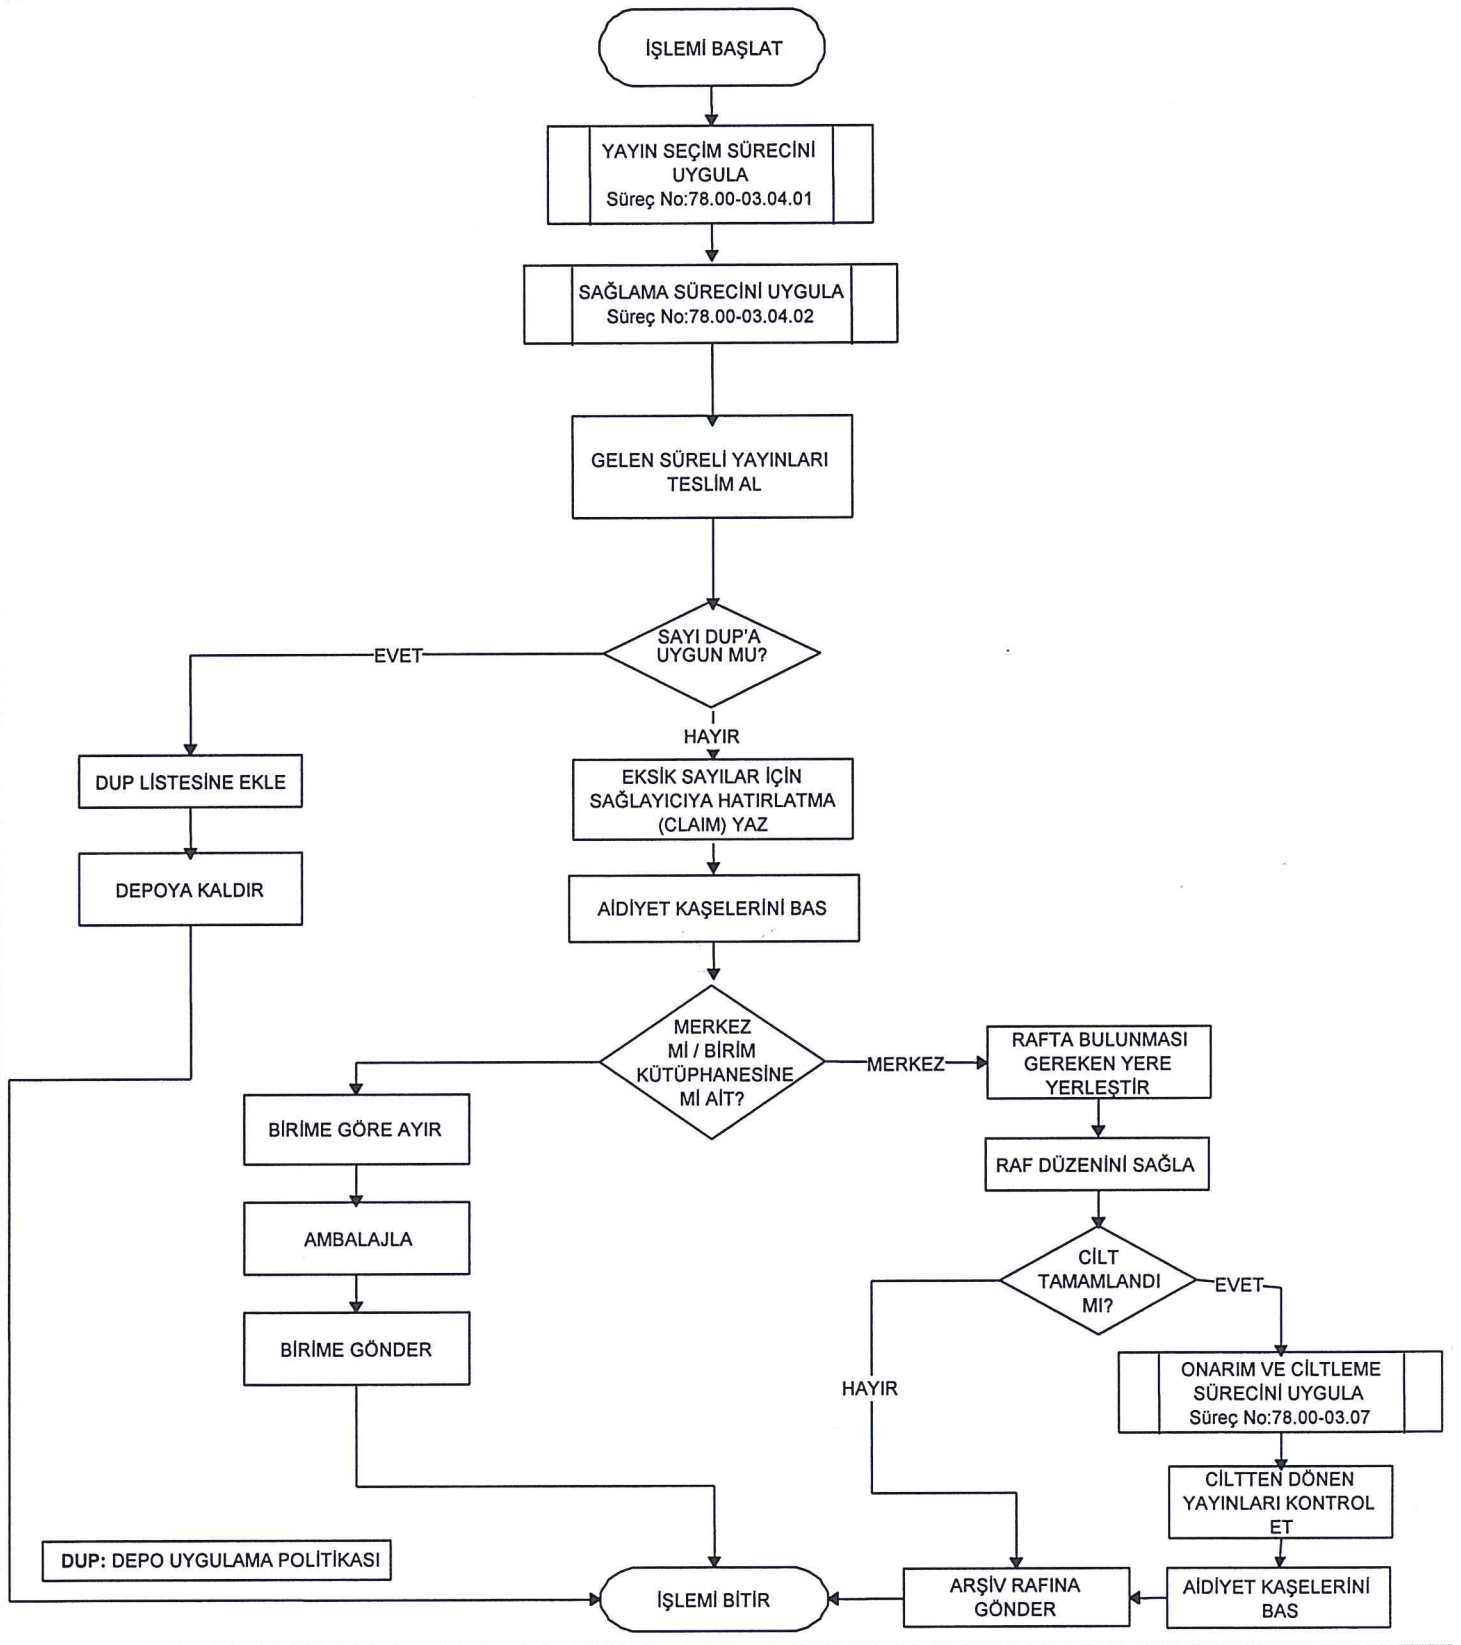 İŞLEMİ BAŞLAT
YAYIN SEÇİM SÜRECİNİ
UYGULA
Süreç No:78.00-03.04.01
SAĞLAMA SÜRECİNİ UYGULA
Süreç No:78.00-03.04.02
GELEN SÜRELİ YAYINLARI
TESLİM AL
SAYI DUP'A
UYGUN MU?
EVET
HAYIR
DUP LİSTESİNE EKLE
DEPOYA KALDIR
EKSİK SAYILAR İÇİN
SAĞLAYICIYA HATIRLATMA
(CLAIM) YAZ
AİDİYET KAŞELERİNİ BAS
MERKEZ
Mİ / BİRİM
KÜTÜPHANESİNE
Mİ AİT?
MERKEZ
BİRİME GÖRE AYIR
AMBALAJLA
BİRİME GÖNDER
RAFTA BULUNMASI
GEREKEN YERE
YERLEŞTİR
RAF DÜZENİNİ SAĞLA
CİLT
TAMAMLANDI
MI?
EVET
HAYIR
ONARIM VE CİLTLEME
SÜRECİNİ UYGULA
Süreç No:78.00-03.07
CİLTTEN DÖNEN
YAYINLARI KONTROL
ET
AİDİYET KAŞELERİNİ
BAS
ARŞİV RAFINA
GÖNDER
İŞLEMİ BİTİR
DUP: DEPO UYGULAMA POLİTİKASI